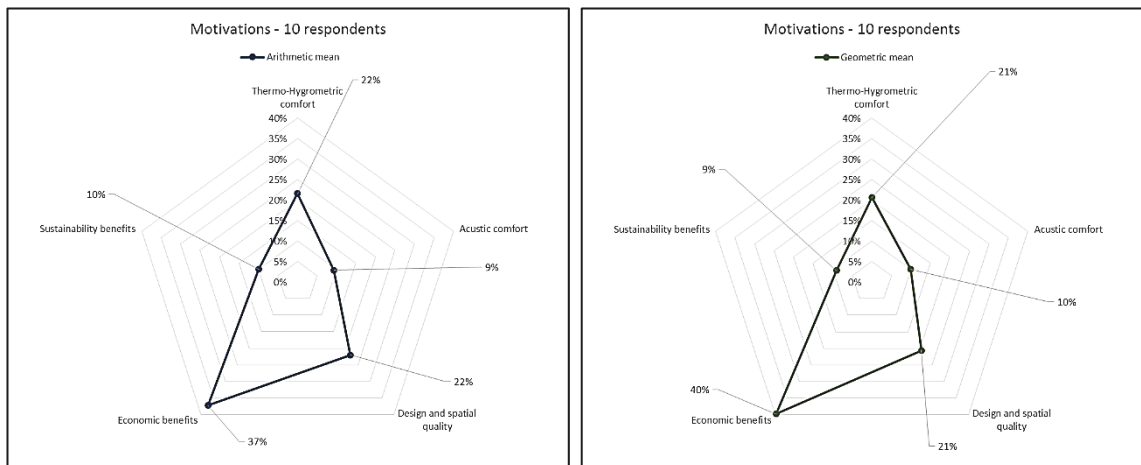 Motivations - 10 respondents
Arithmetic mean
22%
Thermo-Hygrometric
comfort
40%
35%
30%
25%
20%
15%
10%
5%
0%
10%
Sustainability benefits
Acustic comfort
9%
22%
Design and spatial
quality
Economic benefits
37%
Motivations - 10 respondents
Geometric mean
21%
Thermo-Hygrometric
comfort
40%
35%
30%
25%
20%
15%
10%
5%
0%
9%
Sustainability benefits
Acustic comfort
10%
40%
Economic benefits
Design and spatial
quality
21%